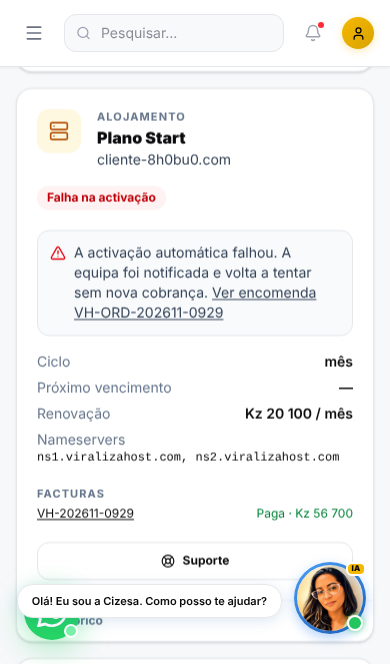 Pesquisar...
ALOJAMENTO
Plano Start
cliente-8h0bu0.com
Falha na activação
A activação automática falhou. A
equipa foi notificada e volta a tentar
sem nova cobrança. Ver encomenda
VH-ORD-202611-0929
Ciclo mês
Próximo vencimento —
Renovação Kz 20 100 / mês
Nameservers
ns1.viralizahost.com, ns2.viralizahost.com
FACTURAS
VH-202611-0929 Paga · Kz 56 700
Suporte
IA
Olá! Eu sou a Cizesa. Como posso te ajudar?